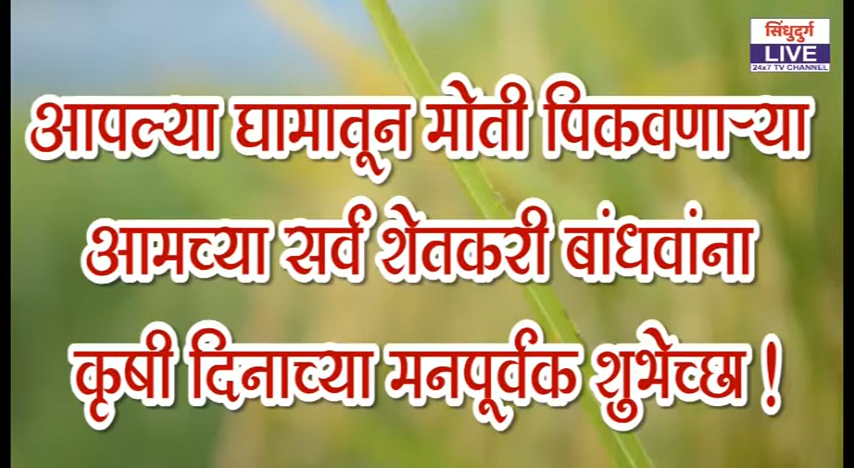 सिंधुदुर्ग
LIVE
24x7 TV CHANNEL
आपल्या घामातून मोती पिकवणाऱ्या
आमच्या सर्व शेतकरी बांधवांना
कृषी दिनाच्या मनपूर्वक शुभेच्छा !